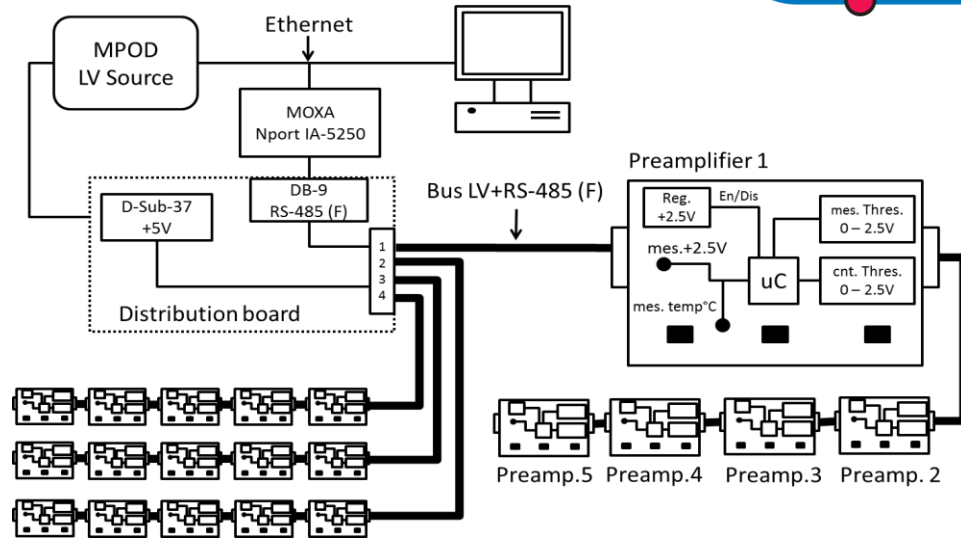 Ethernet
MPOD
LV Source
MOXA
Nport IA-5250
DB-9
RS-485 (F)
D-Sub-37
+5V
1
2
3
4
Distribution board
Bus LV+RS-485 (F)
Preamplifier 1
Reg.
+2.5V
En/Dis
mes. Thres.
0 – 2.5V
mes.+2.5V
uC
cnt. Thres.
0 – 2.5V
mes. temp°C
Preamp.5
Preamp.4
Preamp.3
Preamp. 2